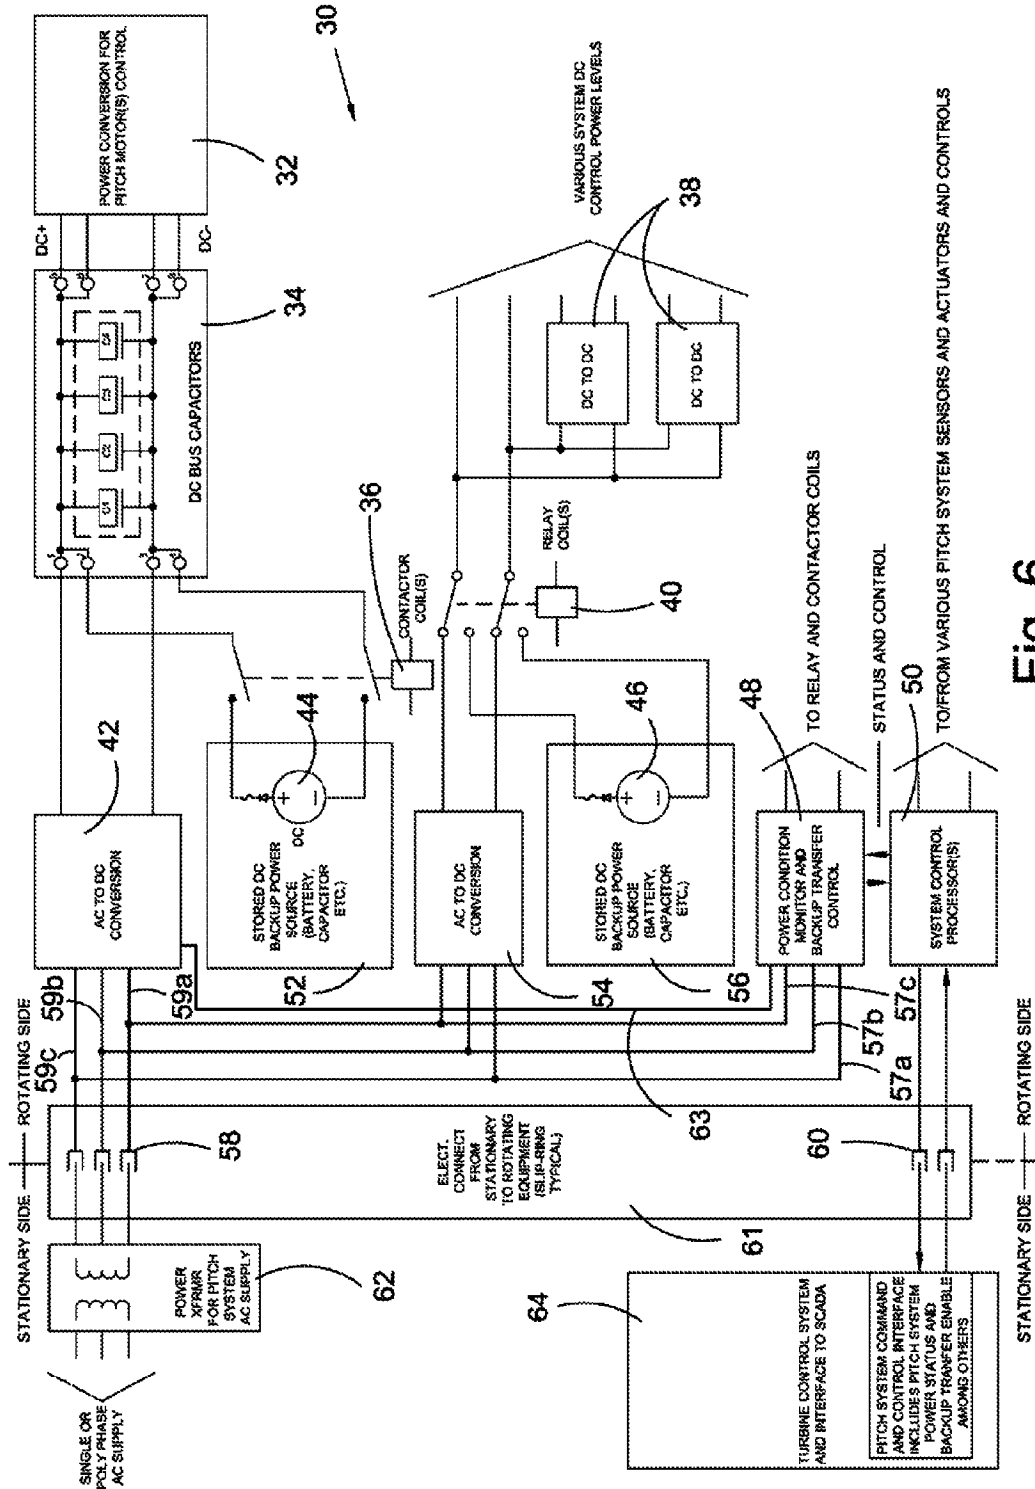 SINGLE OR
POLY PHASE
AC SUPPLY
STATIONARY SIDE
ROTATING SIDE
POWER
XFRMR
FOR PITCH
SYSTEM
AC SUPPLY
62
58
59c
59b
59a
AC TO DC
CONVERSION
42
DC BUS CAPACITORS
34
C1
C2
C3
C4
DC+
DC-
POWER CONVERSION FOR
PITCH MOTOR(S) CONTROL
32
30
STORED DC
BACKUP POWER
SOURCE
(BATTERY,
CAPACITOR
ETC.)
DC
+
−
44
52
CONTACTOR
COIL(S)
36
ELECT.
CONNECT
FROM
STATIONARY
TO ROTATING
EQUIPMENT
(SLIP-RING
TYPICAL)
61
63
AC TO DC
CONVERSION
54
RELAY
COIL(S)
40
DC TO DC
DC TO DC
38
VARIOUS SYSTEM DC
CONTROL POWER LEVELS
STORED DC
BACKUP POWER
SOURCE
(BATTERY,
CAPACITOR
ETC.)
+
−
46
56
57c
57b
57a
POWER CONDITION
MONITOR AND
BACKUP TRANSFER
CONTROL
48
TO RELAY AND CONTACTOR COILS
STATUS AND CONTROL
SYSTEM CONTROL
PROCESSOR(S)
50
TO/FROM VARIOUS PITCH SYSTEM SENSORS AND ACTUATORS AND CONTROLS
64
TURBINE CONTROL SYSTEM
AND INTERFACE TO SCADA
PITCH SYSTEM COMMAND
AND CONTROL INTERFACE
INCLUDES PITCH SYSTEM
POWER STATUS AND
BACKUP TRANFER ENABLE
AMONG OTHERS
60
STATIONARY SIDE
ROTATING SIDE
Fig. 6